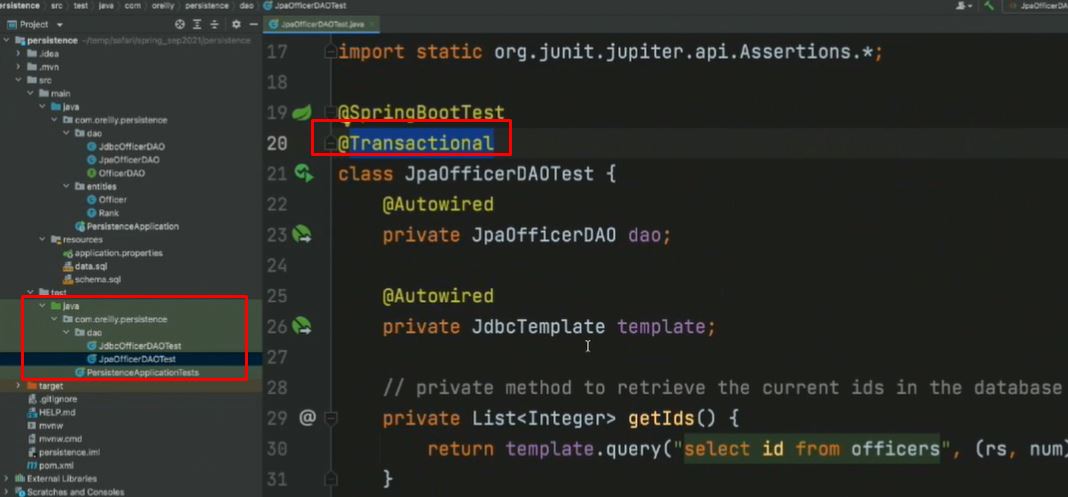 persistence src test java com oreilly persistence dao JpaOfficerDAOTest JpaOfficerDA
Project
JpaOfficerDAOTest.java
persistence ~/temp/safari/spring_sep2021/persistence
.idea
.mvn
src
main
java
com.oreilly.persistence
dao
JdbcOfficerDAO
JpaOfficerDAO
OfficerDAO
entities
Officer
Rank
PersistenceApplication
resources
application.properties
data.sql
schema.sql
test
java
com.oreilly.persistence
dao
JdbcOfficerDAOTest
JpaOfficerDAOTest
PersistenceApplicationTests
target
.gitignore
HELP.md
mvnw
mvnw.cmd
persistence.iml
pom.xml
External Libraries
Scratches and Consoles
17 import static org.junit.jupiter.api.Assertions.*;
18
19 @SpringBootTest
20 @Transactional
21 class JpaOfficerDAOTest {
22 @Autowired
23 private JpaOfficerDAO dao;
24
25 @Autowired
26 private JdbcTemplate template;
27
28 // private method to retrieve the current ids in the database
29 @ private List<Integer> getIds() {
30 return template.query("select id from officers", (rs, num)
31 }